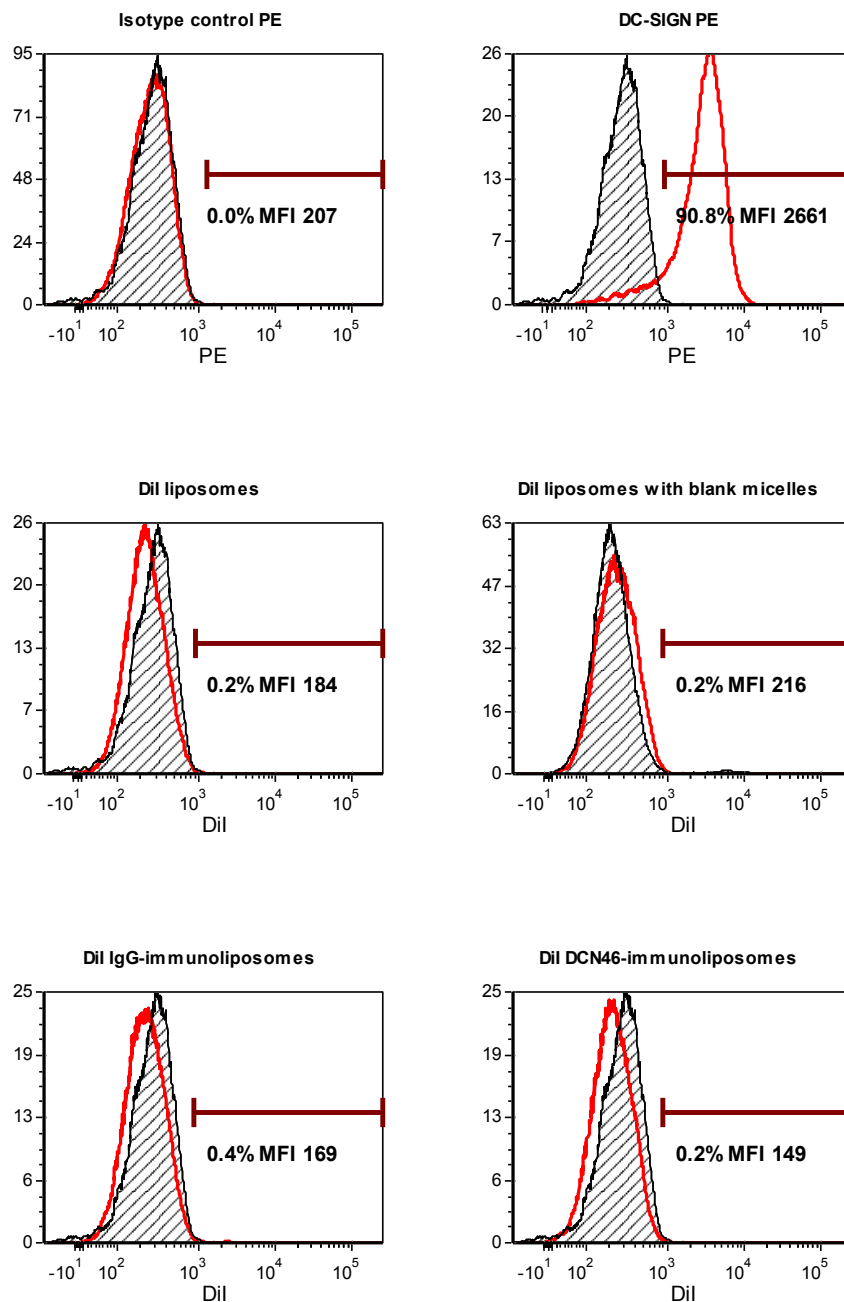 Isotype control PE
95
71
48
24
0
0.0% MFI 207
-10¹ 10² 10³ 10⁴ 10⁵
PE
DC-SIGN PE
26
20
13
7
0
90.8% MFI 2661
-10¹ 10² 10³ 10⁴ 10⁵
PE
DiI liposomes
26
20
13
7
0
0.2% MFI 184
-10¹ 10² 10³ 10⁴ 10⁵
DiI
DiI liposomes with blank micelles
63
47
32
16
0
0.2% MFI 216
-10¹ 10² 10³ 10⁴ 10⁵
DiI
DiI IgG-immunoliposomes
25
19
13
6
0
0.4% MFI 169
-10¹ 10² 10³ 10⁴ 10⁵
DiI
DiI DCN46-immunoliposomes
25
19
13
6
0
0.2% MFI 149
-10¹ 10² 10³ 10⁴ 10⁵
DiI